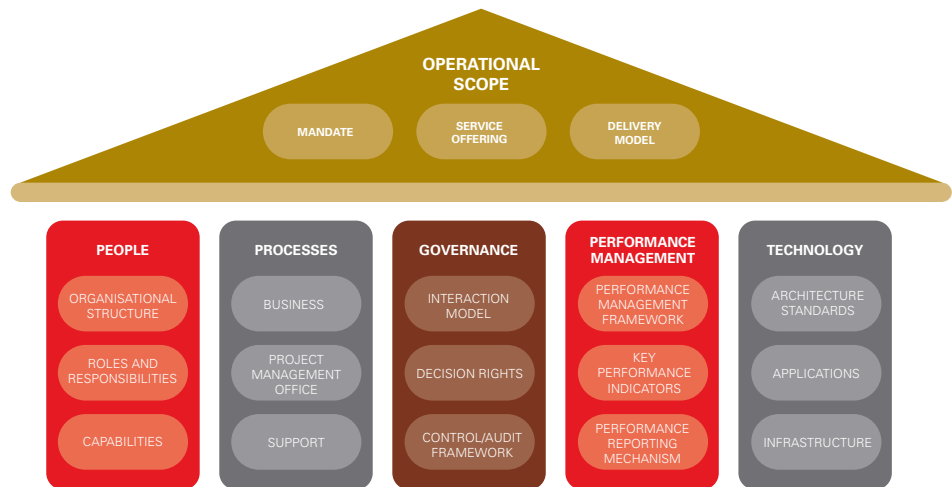 OPERATIONAL
SCOPE
MANDATE
SERVICE
OFFERING
DELIVERY
MODEL
PEOPLE
ORGANISATIONAL
STRUCTURE
ROLES AND
RESPONSIBILITIES
CAPABILITIES
PROCESSES
BUSINESS
PROJECT
MANAGEMENT
OFFICE
SUPPORT
GOVERNANCE
INTERACTION
MODEL
DECISION RIGHTS
CONTROL/AUDIT
FRAMEWORK
PERFORMANCE
MANAGEMENT
PERFORMANCE
MANAGEMENT
FRAMEWORK
KEY
PERFORMANCE
INDICATORS
PERFORMANCE
REPORTING
MECHANISM
TECHNOLOGY
ARCHITECTURE
STANDARDS
APPLICATIONS
INFRASTRUCTURE